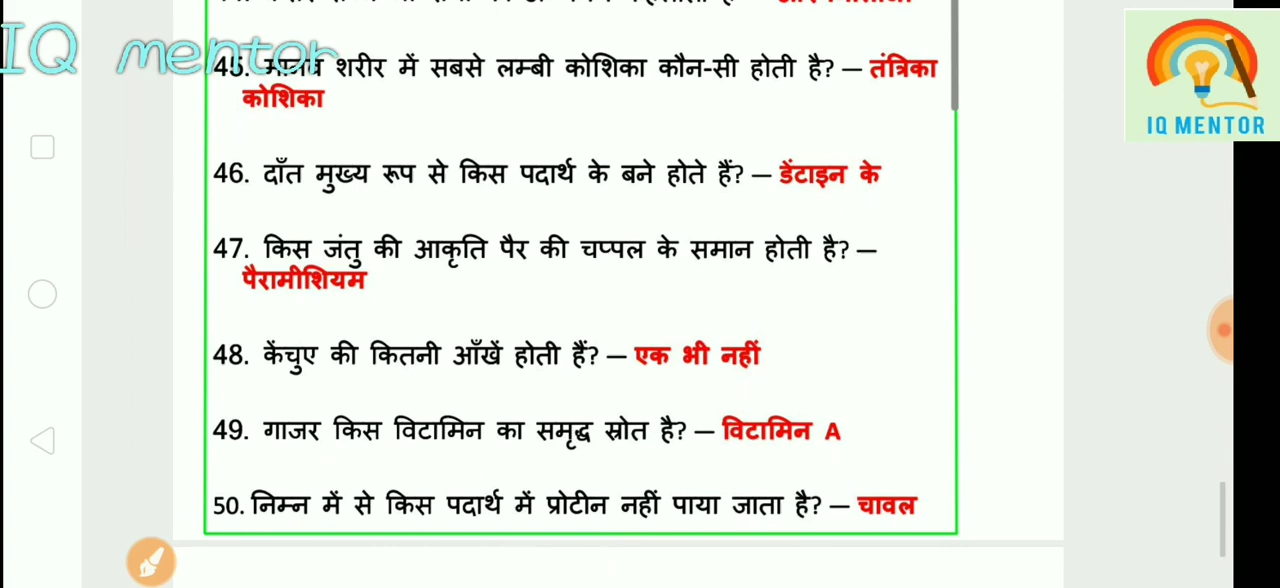 IQ mentor
45. मानव शरीर में सबसे लम्बी कोशिका कौन-सी होती है? — तंत्रिका
कोशिका
46. दाँत मुख्य रूप से किस पदार्थ के बने होते हैं? — डेंटाइन के
47. किस जंतु की आकृति पैर की चप्पल के समान होती है? —
पैरामीशियम
48. केंचुए की कितनी आँखें होती हैं? — एक भी नहीं
49. गाजर किस विटामिन का समृद्ध स्रोत है? — विटामिन A
50. निम्न में से किस पदार्थ में प्रोटीन नहीं पाया जाता है? — चावल
IQ MENTOR